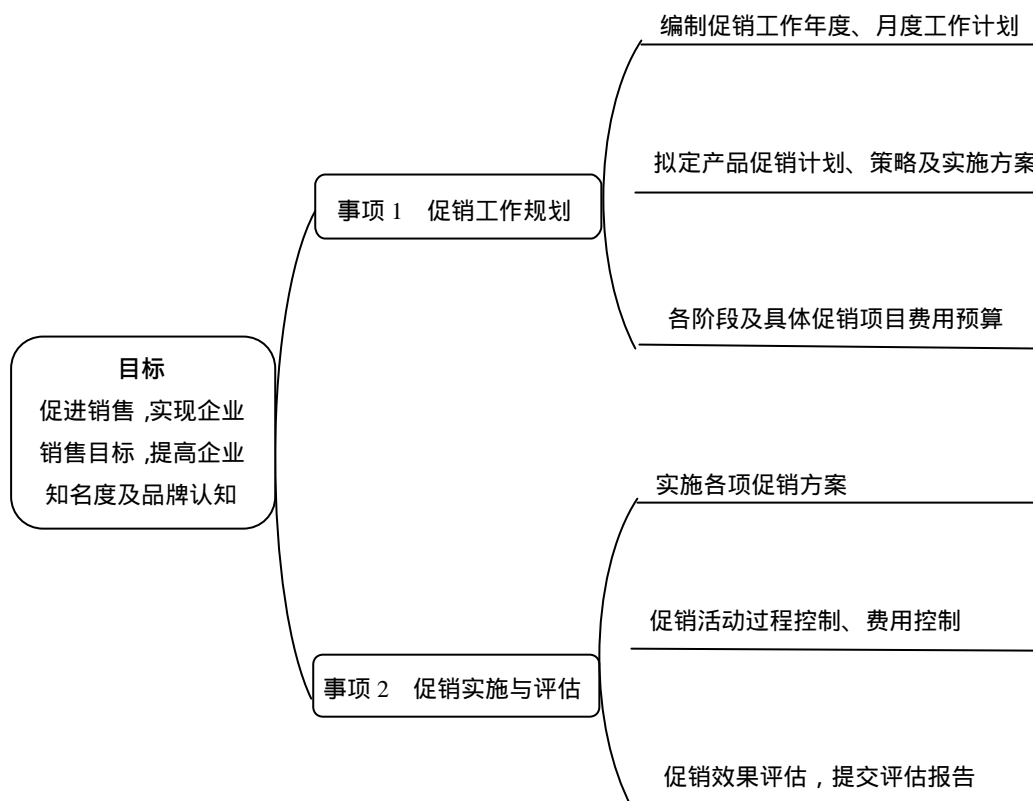 编制促销工作年度、月度工作计划
拟定产品促销计划、策略及实施方案
事项 1 促销工作规划
各阶段及具体促销项目费用预算
目标
促进销售,实现企业
销售目标,提高企业
知名度及品牌认知
实施各项促销方案
促销活动过程控制、费用控制
事项 2 促销实施与评估
促销效果评估,提交评估报告